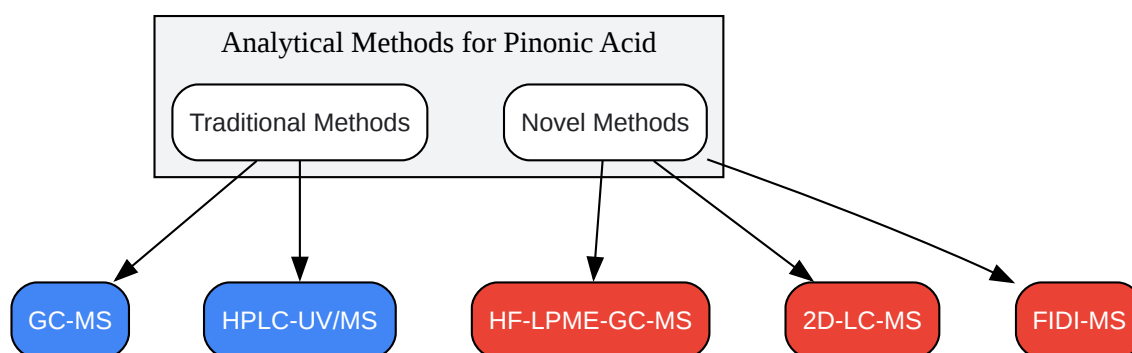 Analytical Methods for Pinonic Acid
Traditional Methods
Novel Methods
GC-MS
HPLC-UV/MS
HF-LPME-GC-MS
2D-LC-MS
FIDI-MS